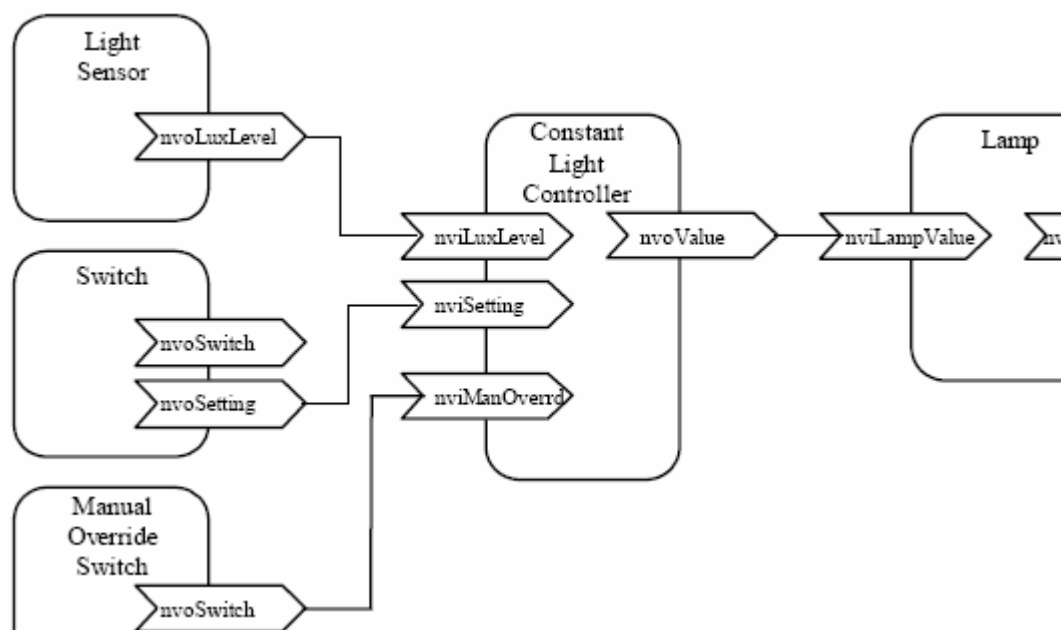 Light
Sensor
nvoLuxLevel
Switch
nvoSwitch
nvoSetting
Manual
Override
Switch
nvoSwitch
Constant
Light
Controller
nviLuxLevel
nvoValue
nviSetting
nviManOverrd
Lamp
nviLampValue